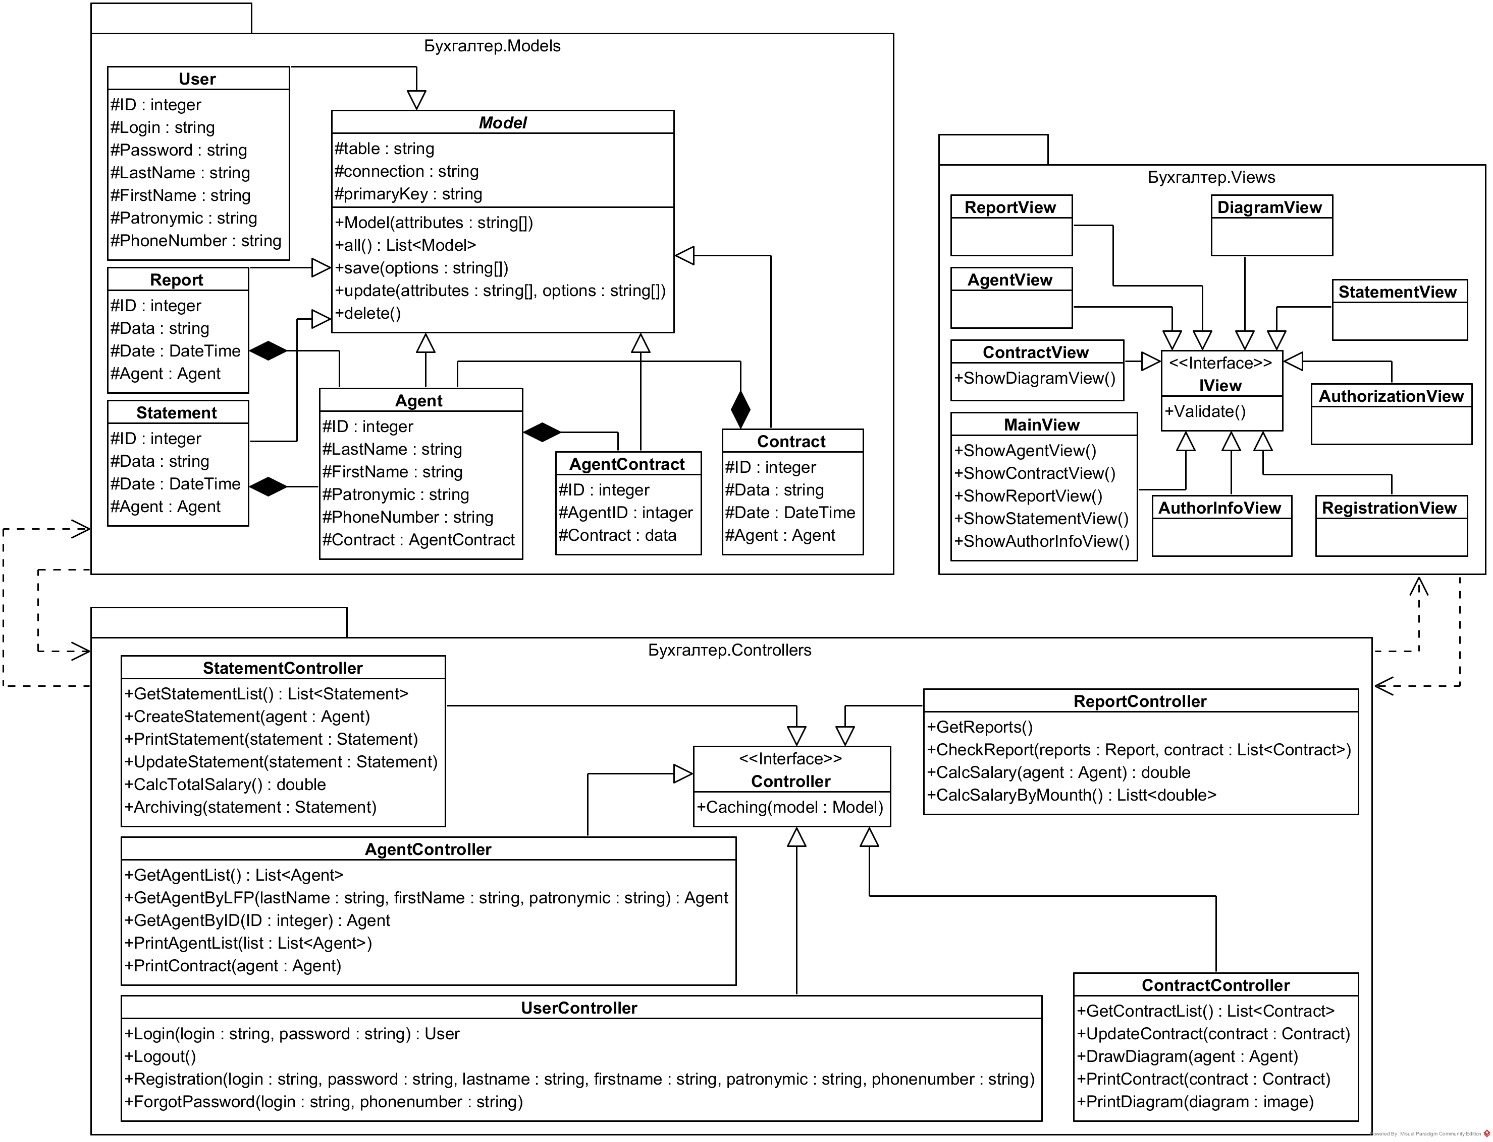 Бухгалтер.Models
User
#ID : integer
#Login : string
#Password : string
#LastName : string
#FirstName : string
#Patronymic : string
#PhoneNumber : string
Model
#table : string
#connection : string
#primaryKey : string
+Model(attributes : string[])
+all() : List<Model>
+save(options : string[])
+update(attributes : string[], options : string[])
+delete()
Report
#ID : integer
#Data : string
#Date : DateTime
#Agent : Agent
Statement
#ID : integer
#Data : string
#Date : DateTime
#Agent : Agent
Agent
#ID : integer
#LastName : string
#FirstName : string
#Patronymic : string
#PhoneNumber : string
#Contract : AgentContract
AgentContract
#ID : integer
#AgentID : intager
#Contract : data
Contract
#ID : integer
#Data : string
#Date : DateTime
#Agent : Agent
Бухгалтер.Views
ReportView
DiagramView
AgentView
StatementView
ContractView
+ShowDiagramView()
<<Interface>>
IView
+Validate()
AuthorizationView
MainView
+ShowAgentView()
+ShowContractView()
+ShowReportView()
+ShowStatementView()
+ShowAuthorInfoView()
AuthorInfoView
RegistrationView
Бухгалтер.Controllers
StatementController
+GetStatementList() : List<Statement>
+CreateStatement(agent : Agent)
+PrintStatement(statement : Statement)
+UpdateStatement(statement : Statement)
+CalcTotalSalary() : double
+Archiving(statement : Statement)
<<Interface>>
Controller
+Caching(model : Model)
ReportController
+GetReports()
+CheckReport(reports : Report, contract : List<Contract>)
+CalcSalary(agent : Agent) : double
+CalcSalaryByMounth() : Listt<double>
AgentController
+GetAgentList() : List<Agent>
+GetAgentByLFP(lastName : string, firstName : string, patronymic : string) : Agent
+GetAgentByID(ID : integer) : Agent
+PrintAgentList(list : List<Agent>)
+PrintContract(agent : Agent)
UserController
+Login(login : string, password : string) : User
+Logout()
+Registration(login : string, password : string, lastname : string, firstname : string, patronymic : string, phonenumber : string)
+ForgotPassword(login : string, phonenumber : string)
ContractController
+GetContractList() : List<Contract>
+UpdateContract(contract : Contract)
+DrawDiagram(agent : Agent)
+PrintContract(contract : Contract)
+PrintDiagram(diagram : image)
Powered By Visual Paradigm Community Edition